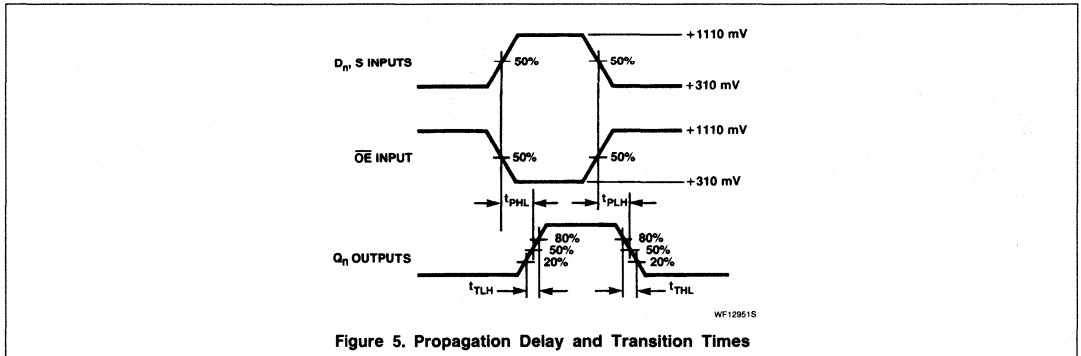 +1110 mV
Dn, S INPUTS
50%
50%
+310 mV
+1110 mV
OE INPUT
50%
50%
+310 mV
tPHL
tPLH
80%
50%
20%
80%
50%
20%
Qn OUTPUTS
tTLH
tTHL
WF12951S
Figure 5. Propagation Delay and Transition Times